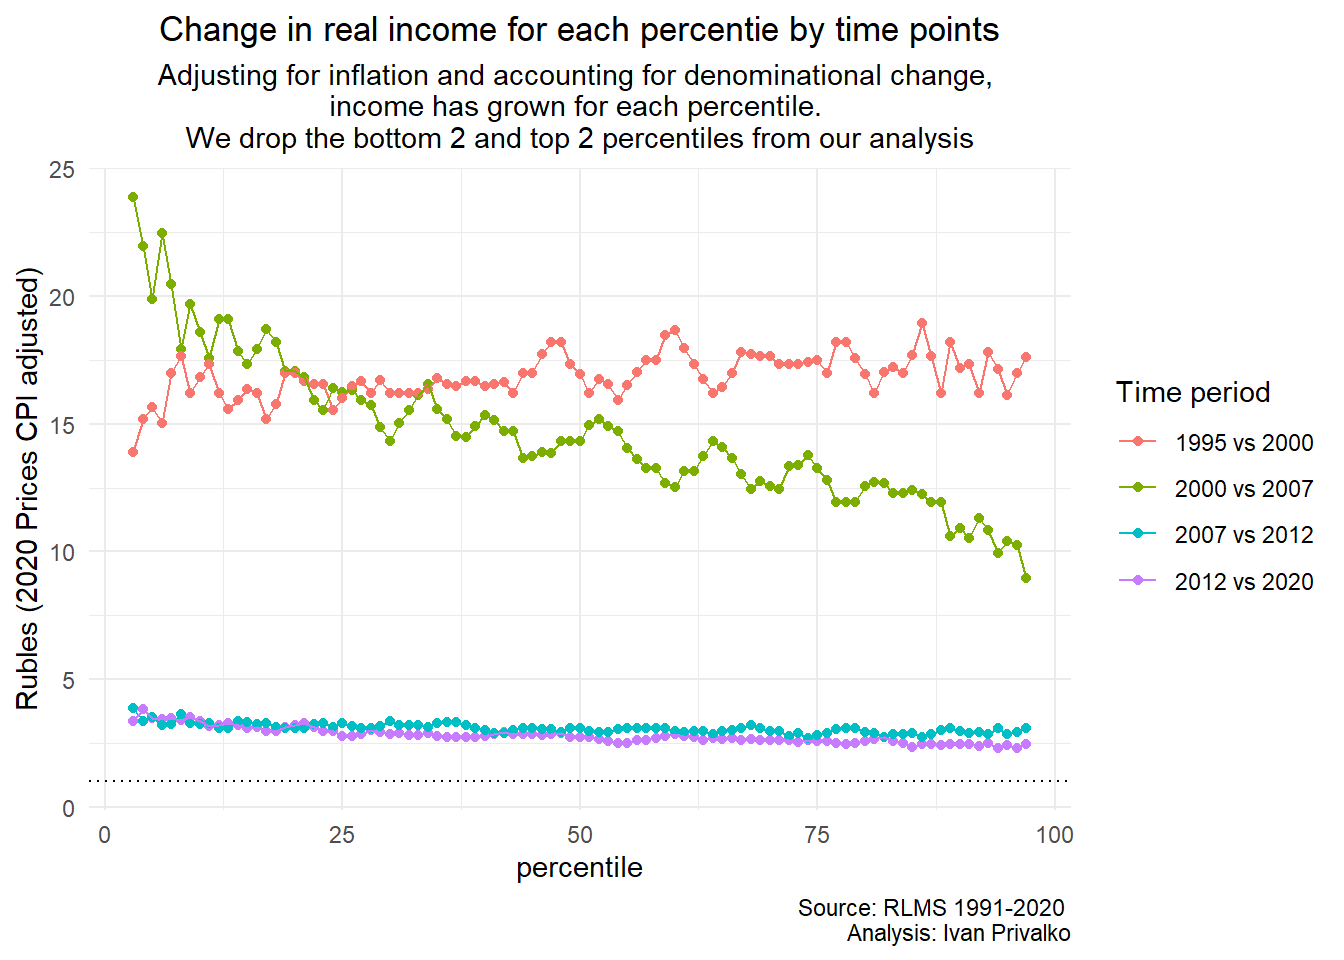 Change in real income for each percentie by time points
Adjusting for inflation and accounting for denominational change,
income has grown for each percentile.
We drop the bottom 2 and top 2 percentiles from our analysis
Rubles (2020 Prices CPI adjusted)
25
20
15
10
5
0
0 25 50 75 100
percentile
Time period
1995 vs 2000
2000 vs 2007
2007 vs 2012
2012 vs 2020
Source: RLMS 1991-2020
Analysis: Ivan Privalko